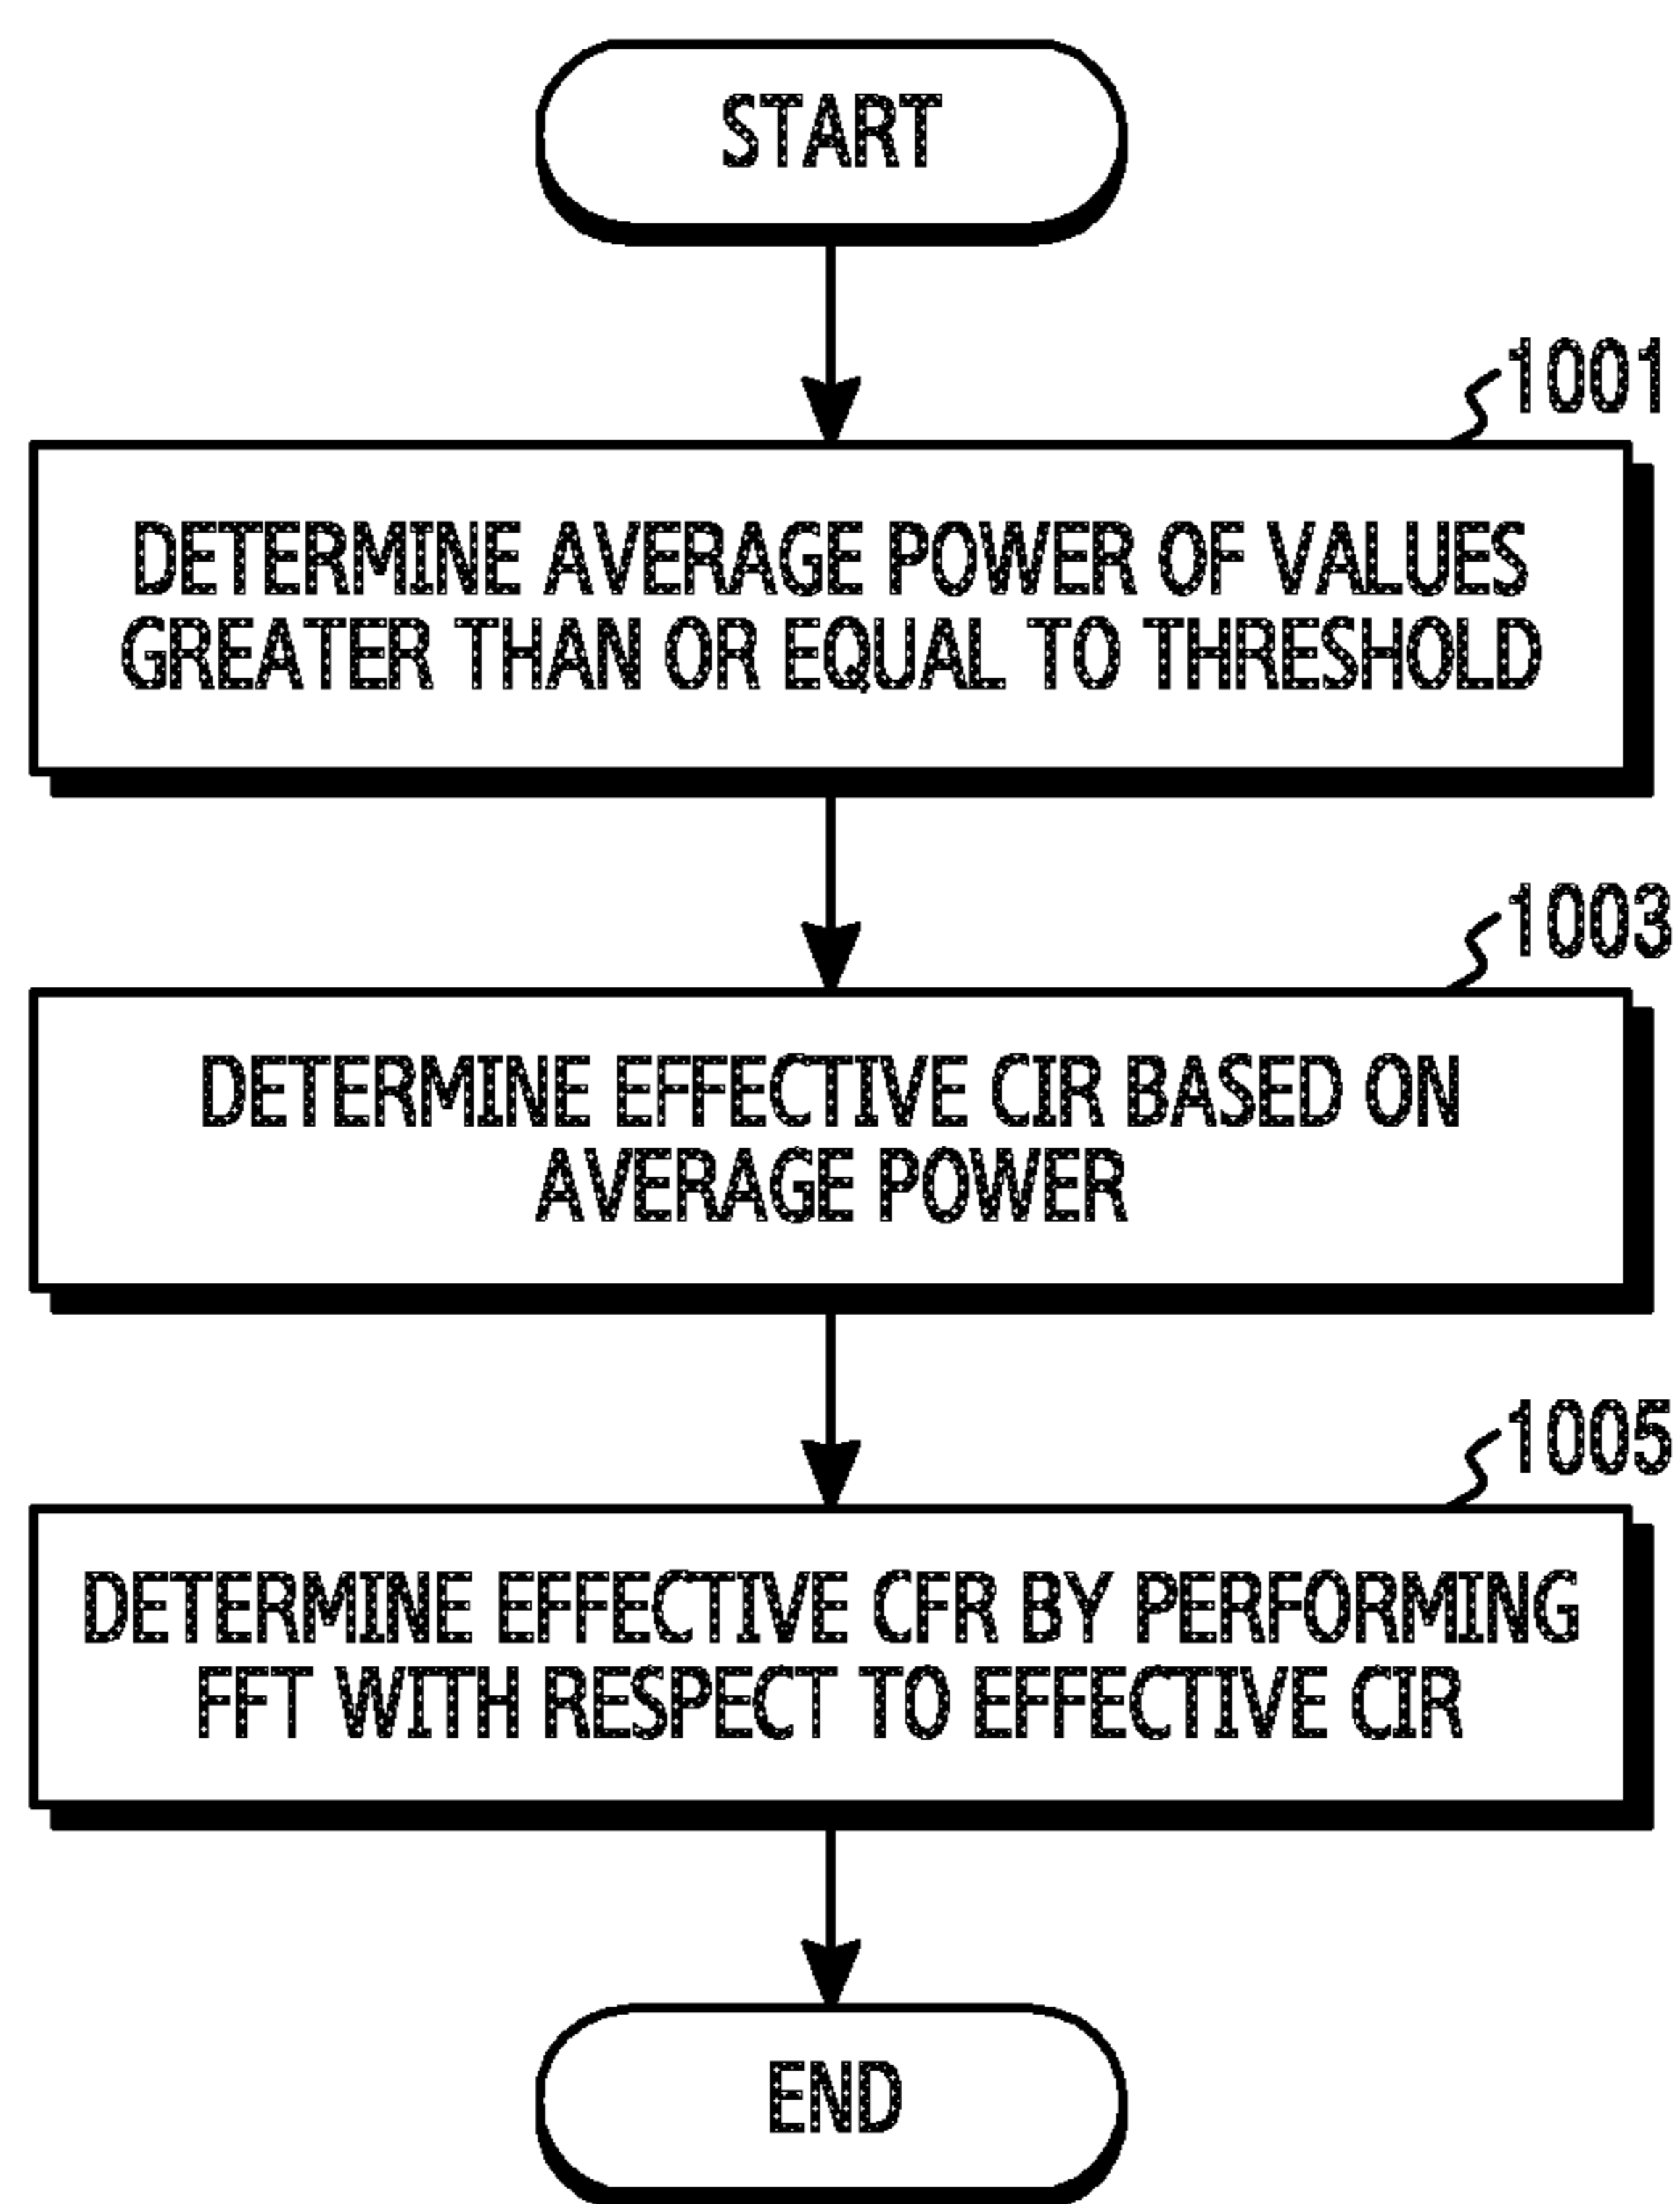 START
1001
DETERMINE AVERAGE POWER OF VALUES
GREATER THAN OR EQUAL TO THRESHOLD
1003
DETERMINE EFFECTIVE CIR BASED ON
AVERAGE POWER
1005
DETERMINE EFFECTIVE CFR BY PERFORMING
FFT WITH RESPECT TO EFFECTIVE CIR
END